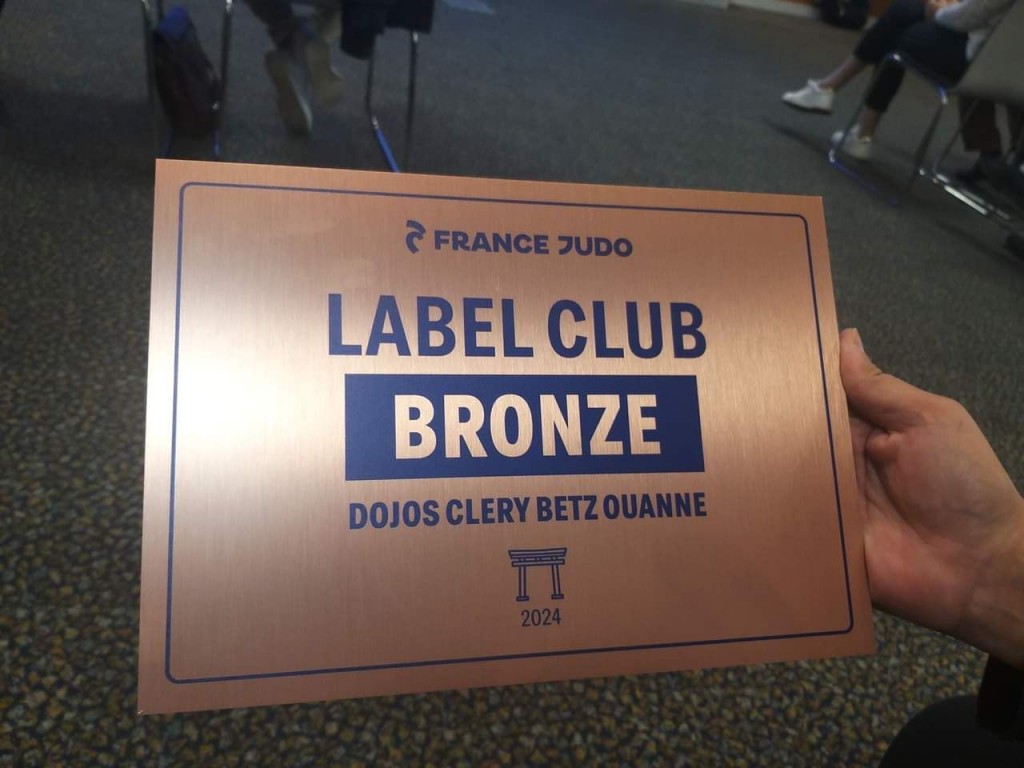 FRANCE JUDO
LABEL CLUB
BRONZE
DOJOS CLERY BETZ OUANNE
2024